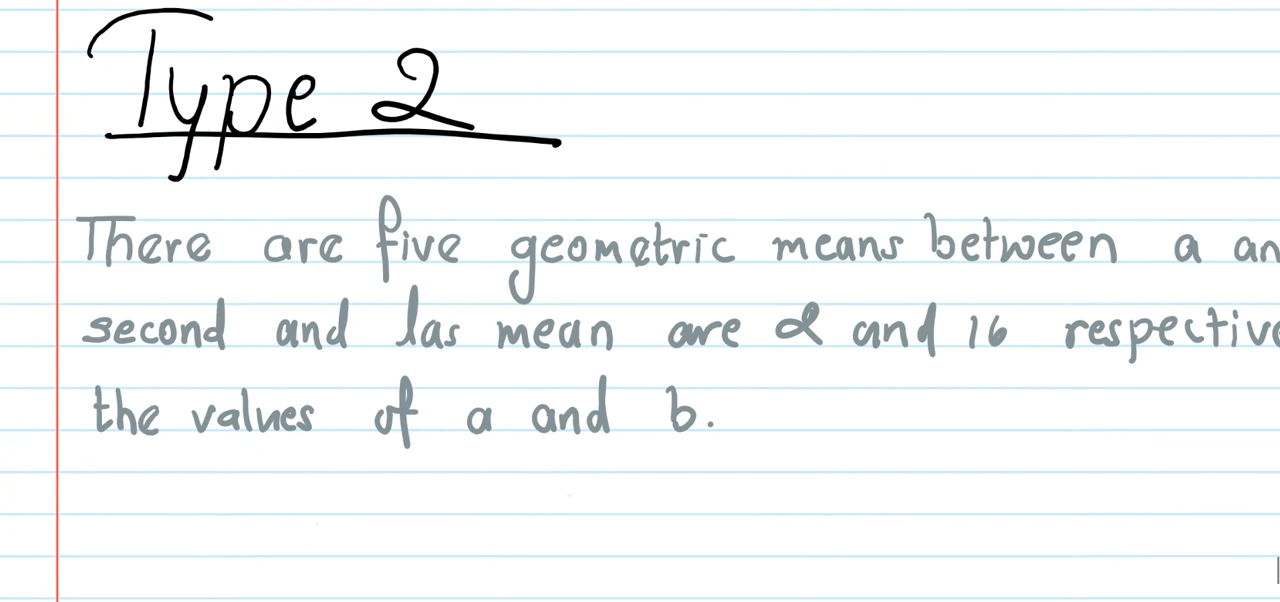 Type 2
There are five geometric means between a an
second and las mean are 2 and 16 respective
the values of a and b.